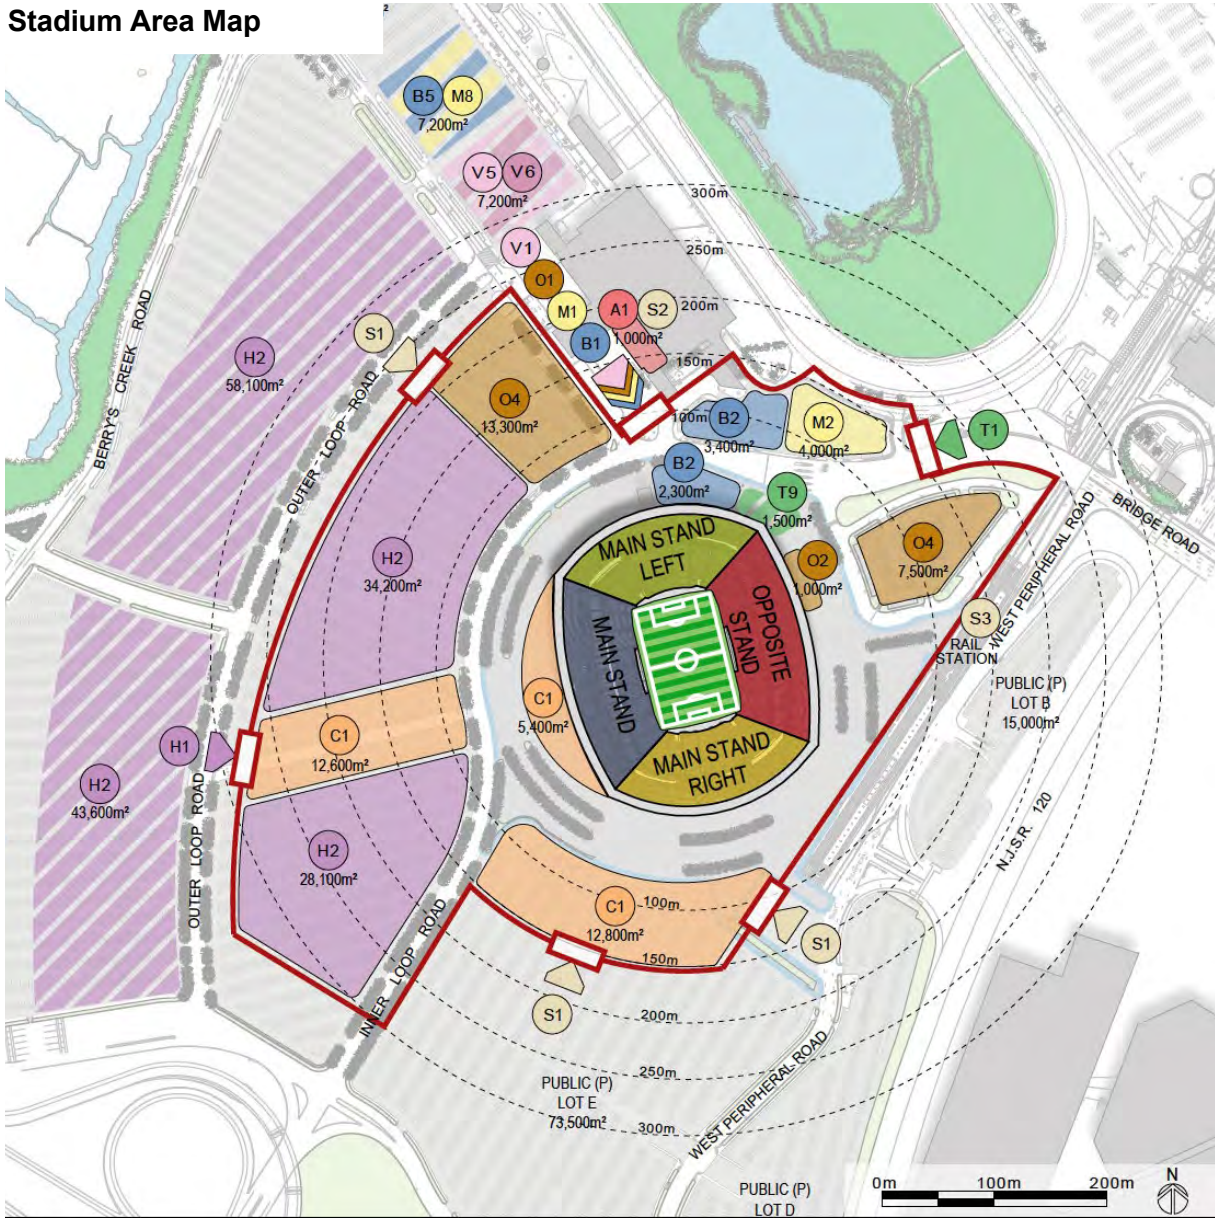 Stadium Area Map
²
B5 M8
7,200m²
V5 V6
7,200m²
300m
V1
250m
O1
M1
A1 S2
200m
1,000m²
S1
B1
H2
58,100m²
150m
BERRY'S CREEK ROAD
OUTER LOOP ROAD
O4
13,300m²
100m
B2
3,400m²
M2
4,000m²
T1
B2
2,300m²
T9
1,500m²
BRIDGE ROAD
WEST PERIPHERAL ROAD
MAIN STAND
LEFT
O2
1,000m²
O4
7,500m²
H2
34,200m²
OPPOSITE
STAND
MAIN STAND
S3
RAIL
STATION
PUBLIC (P)
LOT B
15,000m²
C1
5,400m²
C1
12,600m²
H1
MAIN STAND
RIGHT
H2
43,600m²
OUTER LOOP ROAD
N.J.S.R. 120
H2
28,100m²
INNER LOOP ROAD
C1
12,800m²
100m
150m
S1
S1
200m
250m
300m
WEST PERIPHERAL ROAD
PUBLIC (P)
LOT E
73,500m²
PUBLIC (P)
LOT D
0m 100m 200m
N